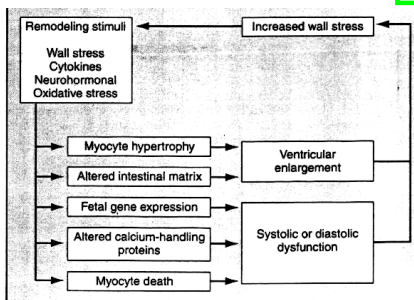 Remodeling stimuli
Wall stress
Cytokines
Neurohormonal
Oxidative stress
Increased wall stress
Myocyte hypertrophy
Altered intestinal matrix
Fetal gene expression
Altered calcium-handling
proteins
Myocyte death
Ventricular
enlargement
Systolic or diastolic
dysfunction